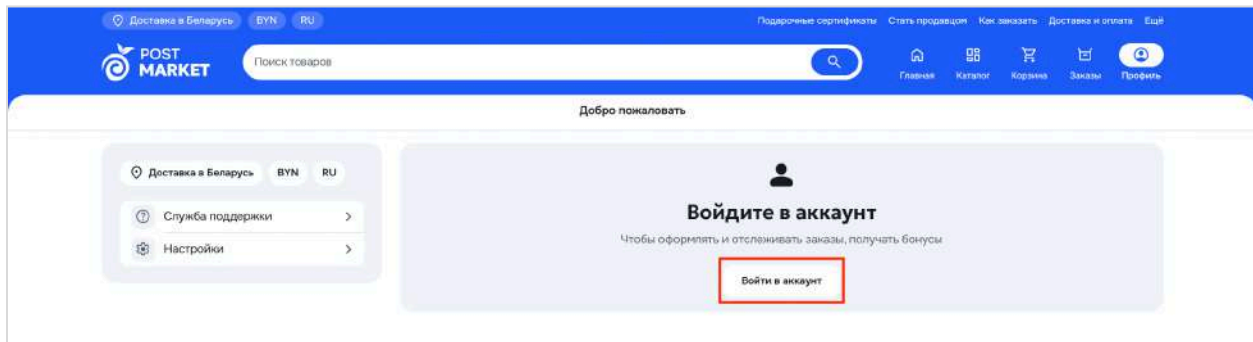 Доставка в Беларусь BYN RU Подарочные сертификаты Стать продавцом Как заказать Доставка и оплата Ещё
POST
MARKET
Поиск товаров
Главная Каталог Корзина Заказы Профиль
Добро пожаловать
Доставка в Беларусь BYN RU
Служба поддержки
Настройки
Войдите в аккаунт
Чтобы оформлять и отслеживать заказы, получать бонусы
Войти в аккаунт